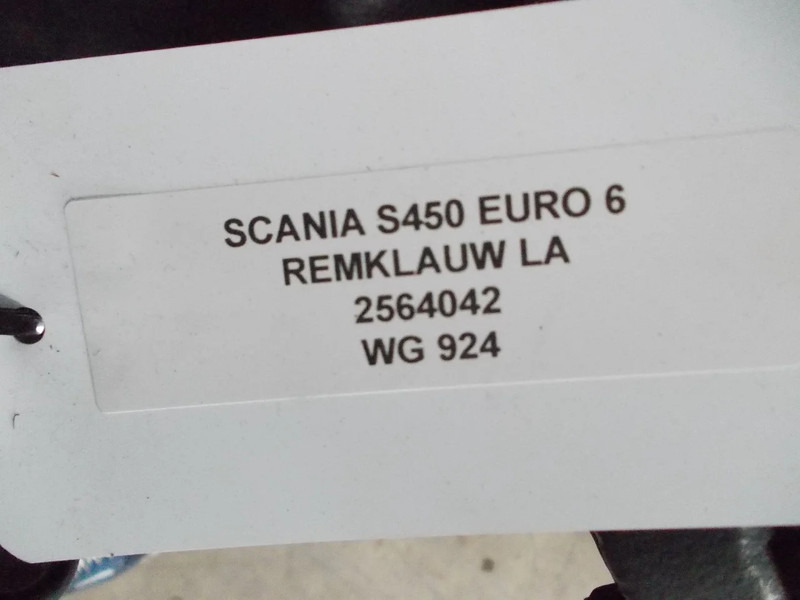 SCANIA S450 EURO 6
REMKLAUW LA
2564042
WG 924